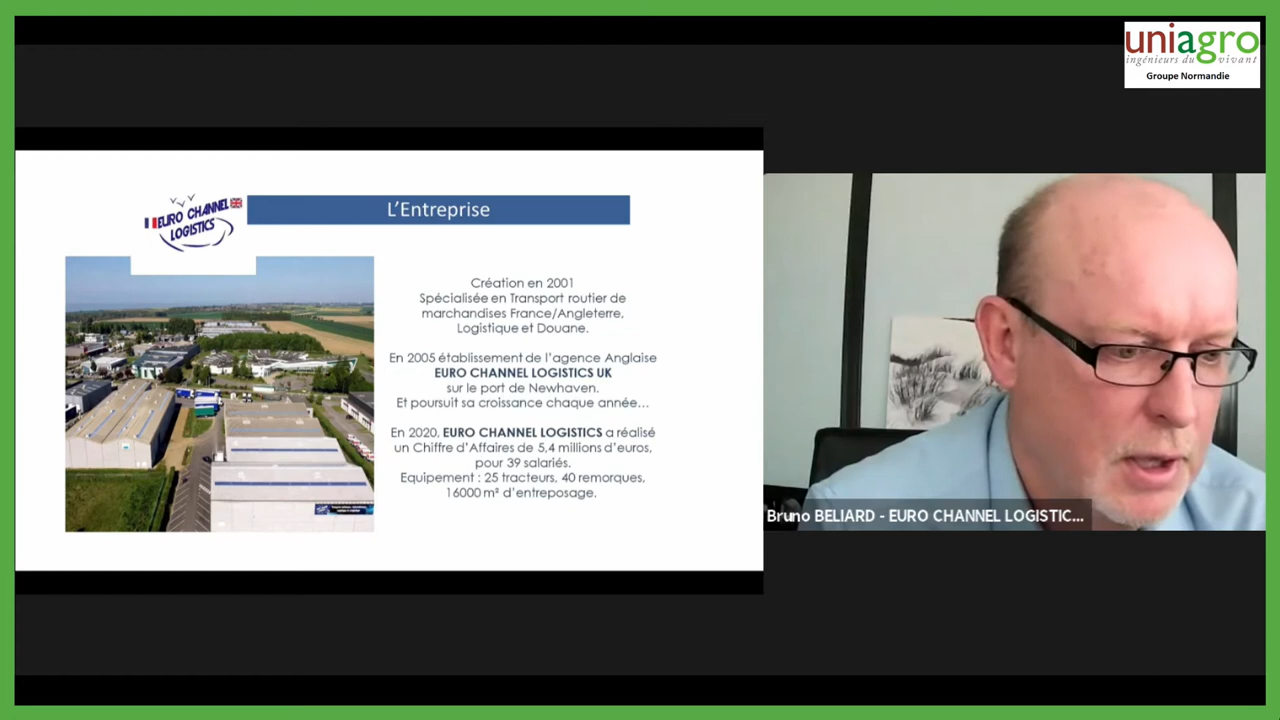 uniagro
ingénieurs du vivant
Groupe Normandie
EURO CHANNEL
LOGISTICS
L'Entreprise
Création en 2001
Spécialisée en Transport routier de
marchandises France/Angleterre,
Logistique et Douane.
En 2005 établissement de l'agence Anglaise
EURO CHANNEL LOGISTICS UK
sur le port de Newhaven.
Et poursuit sa croissance chaque année…
En 2020, EURO CHANNEL LOGISTICS a réalisé
un Chiffre d'Affaires de 5,4 millions d'euros,
pour 39 salariés.
Equipement : 25 tracteurs, 40 remorques,
16000 m² d'entreposage.
Bruno BELIARD - EURO CHANNEL LOGISTIC...